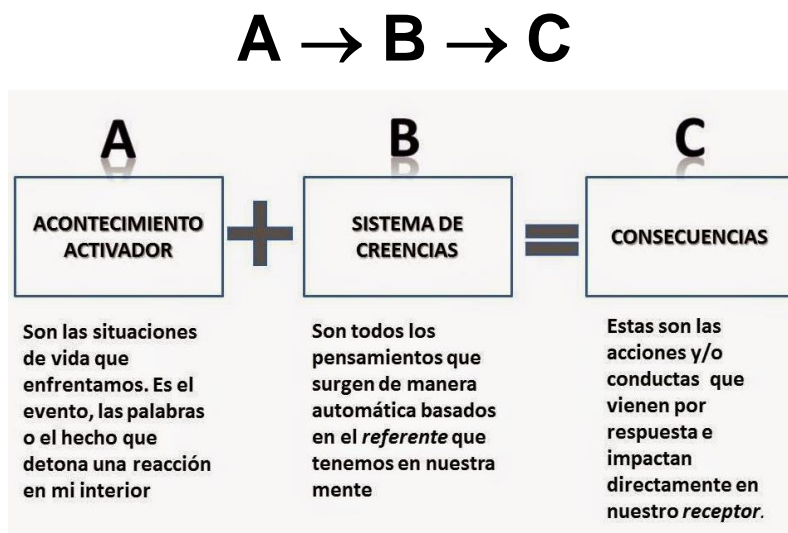 A → B → C
A
ACONTECIMIENTO
ACTIVADOR
+
B
SISTEMA DE
CREENCIAS
=
C
CONSECUENCIAS
Son las situaciones
de vida que
enfrentamos. Es el
evento, las palabras
o el hecho que
detona una reacción
en mi interior
Son todos los
pensamientos que
surgen de manera
automática basados
en el referente que
tenemos en nuestra
mente
Estas son las
acciones y/o
conductas que
vienen por
respuesta e
impactan
directamente en
nuestro receptor.